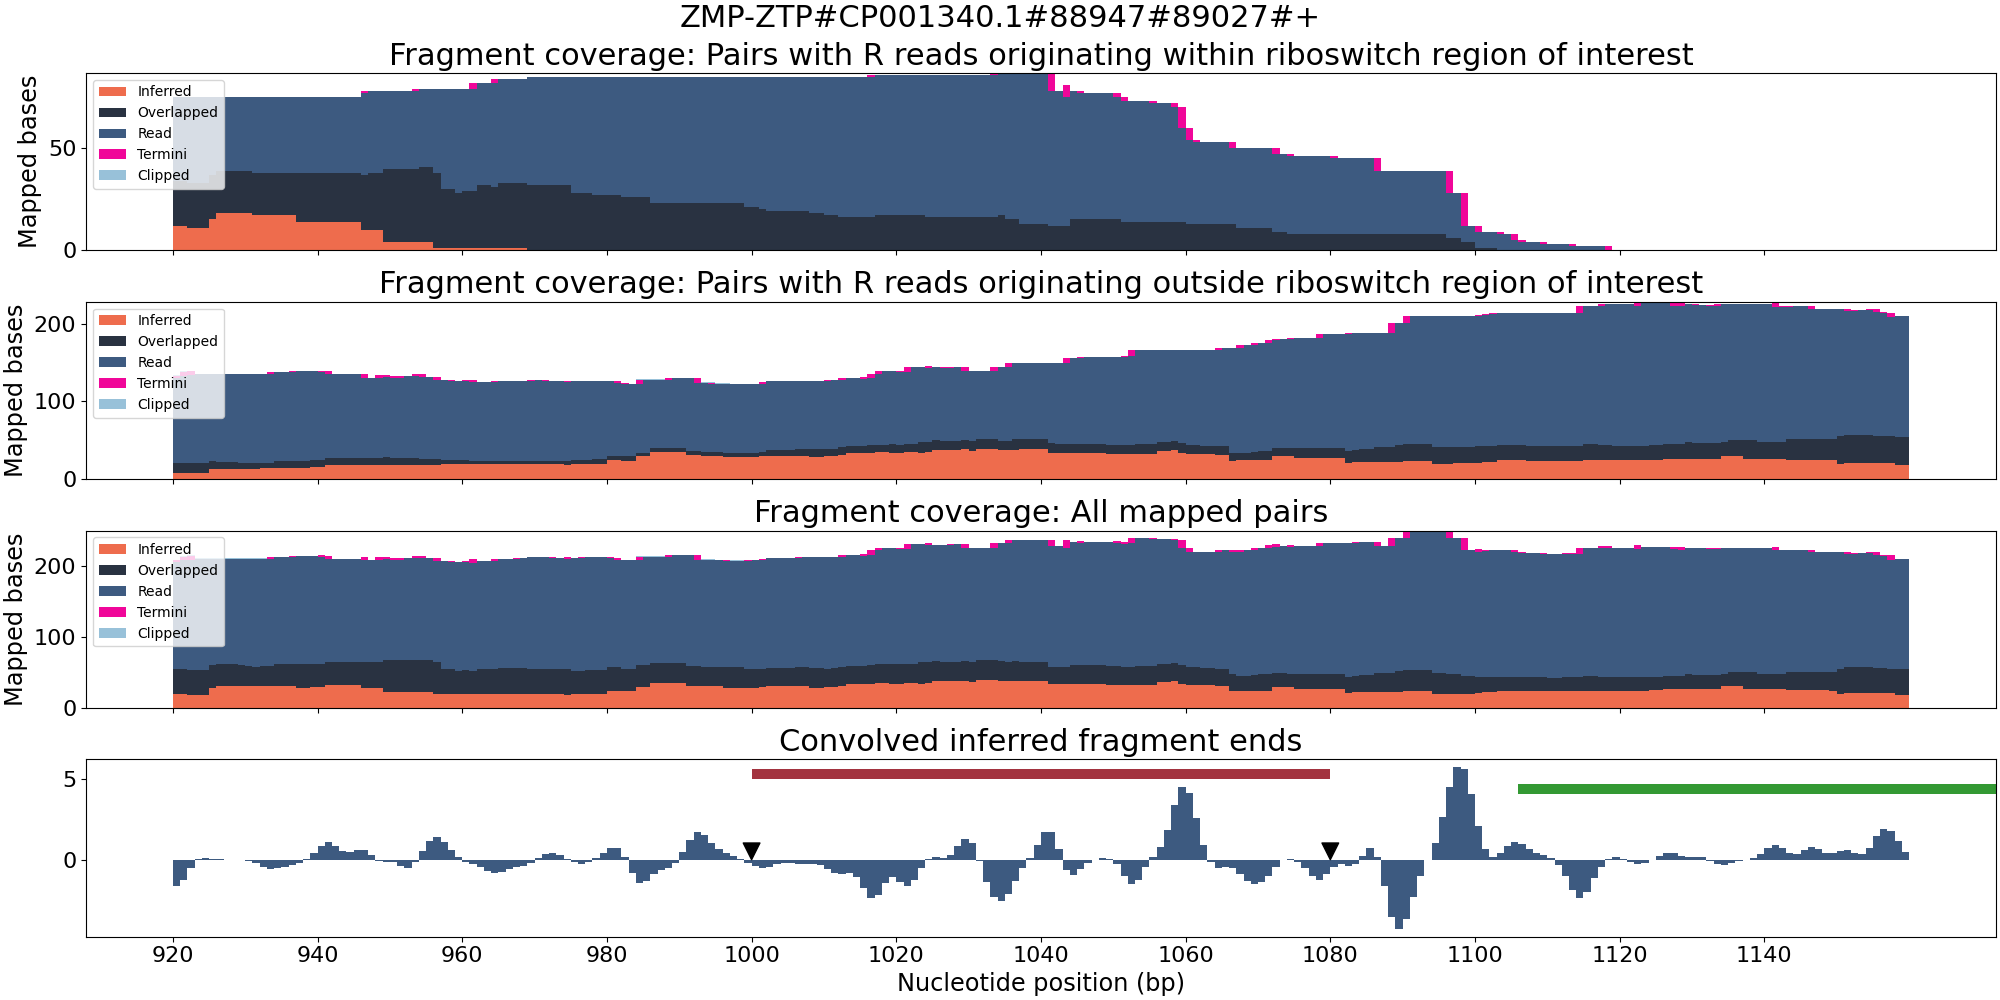 ZMP-ZTP#CP001340.1#88947#89027#+
Fragment coverage: Pairs with R reads originating within riboswitch region of interest
Mapped bases
50
0
Inferred
Overlapped
Read
Termini
Clipped
Fragment coverage: Pairs with R reads originating outside riboswitch region of interest
Mapped bases
200
100
0
Inferred
Overlapped
Read
Termini
Clipped
Fragment coverage: All mapped pairs
Mapped bases
200
100
0
Inferred
Overlapped
Read
Termini
Clipped
Convolved inferred fragment ends
5
0
920 940 960 980 1000 1020 1040 1060 1080 1100 1120 1140
Nucleotide position (bp)